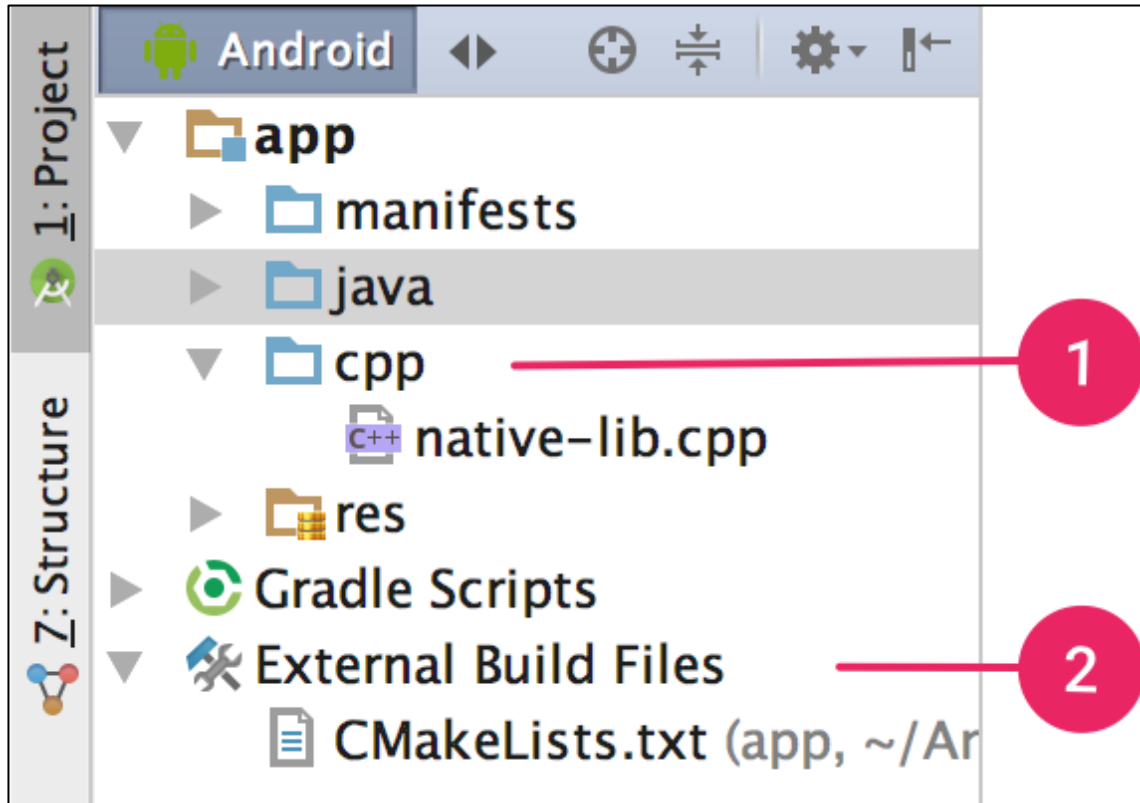 1: Project
Z: Structure
Android
app
manifests
java
cpp
1
C++
native-lib.cpp
res
Gradle Scripts
External Build Files
2
CMakeLists.txt (app, ~/Ar